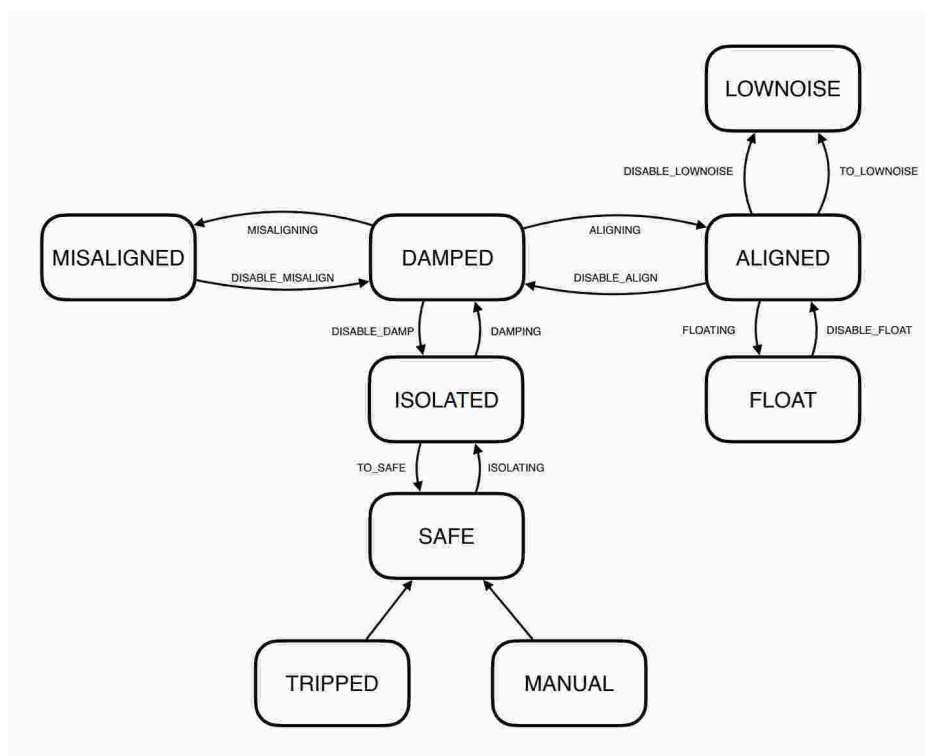 LOWNOISE
DISABLE_LOWNOISE
TO_LOWNOISE
MISALIGNED
MISALIGNING
DISABLE_MISALIGN
DAMPED
ALIGNING
DISABLE_ALIGN
ALIGNED
DISABLE_DAMP
DAMPING
FLOATING
DISABLE_FLOAT
ISOLATED
FLOAT
TO_SAFE
ISOLATING
SAFE
TRIPPED
MANUAL